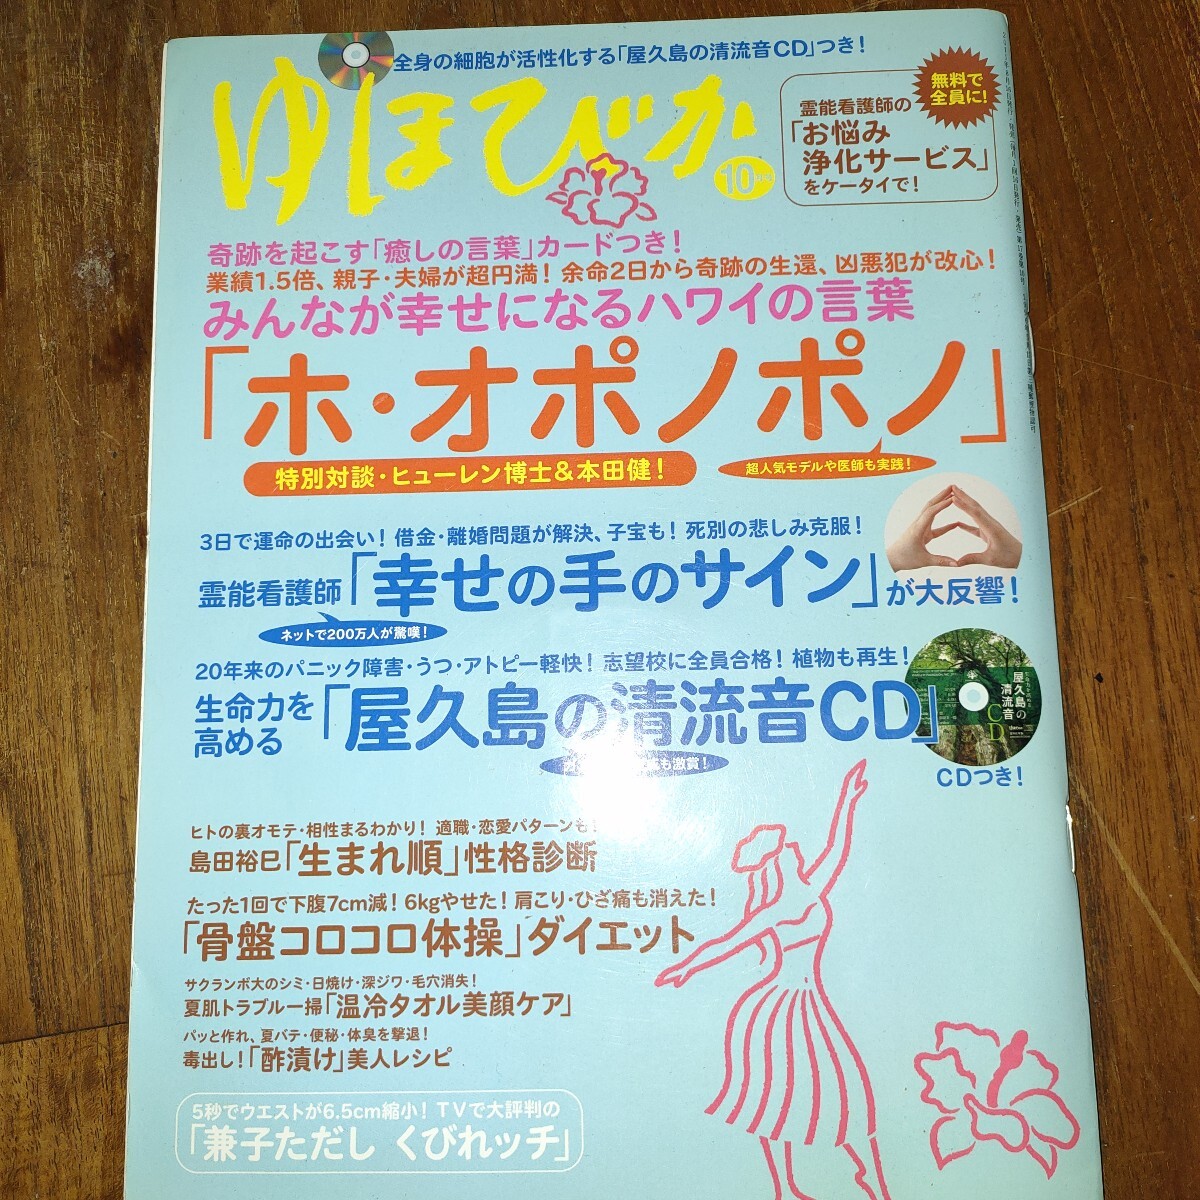 全身の細胞が活性化する「屋久島の清流音CD」つき!
ゆほびか
10月号
無料で
全員に!
霊能看護師の
「お悩み
浄化サービス」
をケータイで!
奇跡を起こす「癒しの言葉」カードつき!
業績1.5倍、親子・夫婦が超円満! 余命2日から奇跡の生還、凶悪犯が改心!
みんなが幸せになるハワイの言葉
「ホ・オポノポノ」
特別対談・ヒューレン博士&本田健!
超人気モデルや医師も実践!
3日で運命の出会い! 借金・離婚問題が解決、子宝も! 死別の悲しみ克服!
霊能看護師「幸せの手のサイン」が大反響!
ネットで200万人が驚嘆!
20年来のパニック障害・うつ・アトピー軽快! 志望校に全員合格! 植物も再生!
生命力を
高める「屋久島の清流音CD」
も激賞!
屋久島の
清流音
CD
CDつき!
ヒトの裏オモテ・相性まるわかり! 適職・恋愛パターンも!
島田裕巳「生まれ順」性格診断
たった1回で下腹7cm減! 6kgやせた! 肩こり・ひざ痛も消えた!
「骨盤コロコロ体操」ダイエット
サクランボ大のシミ・日焼け・深ジワ・毛穴消失!
夏肌トラブル一掃「温冷タオル美顔ケア」
パッと作れ、夏バテ・便秘・体臭を撃退!
毒出し!「酢漬け」美人レシピ
5秒でウエストが6.5cm縮小! TVで大評判の
「兼子ただし くびれッチ」